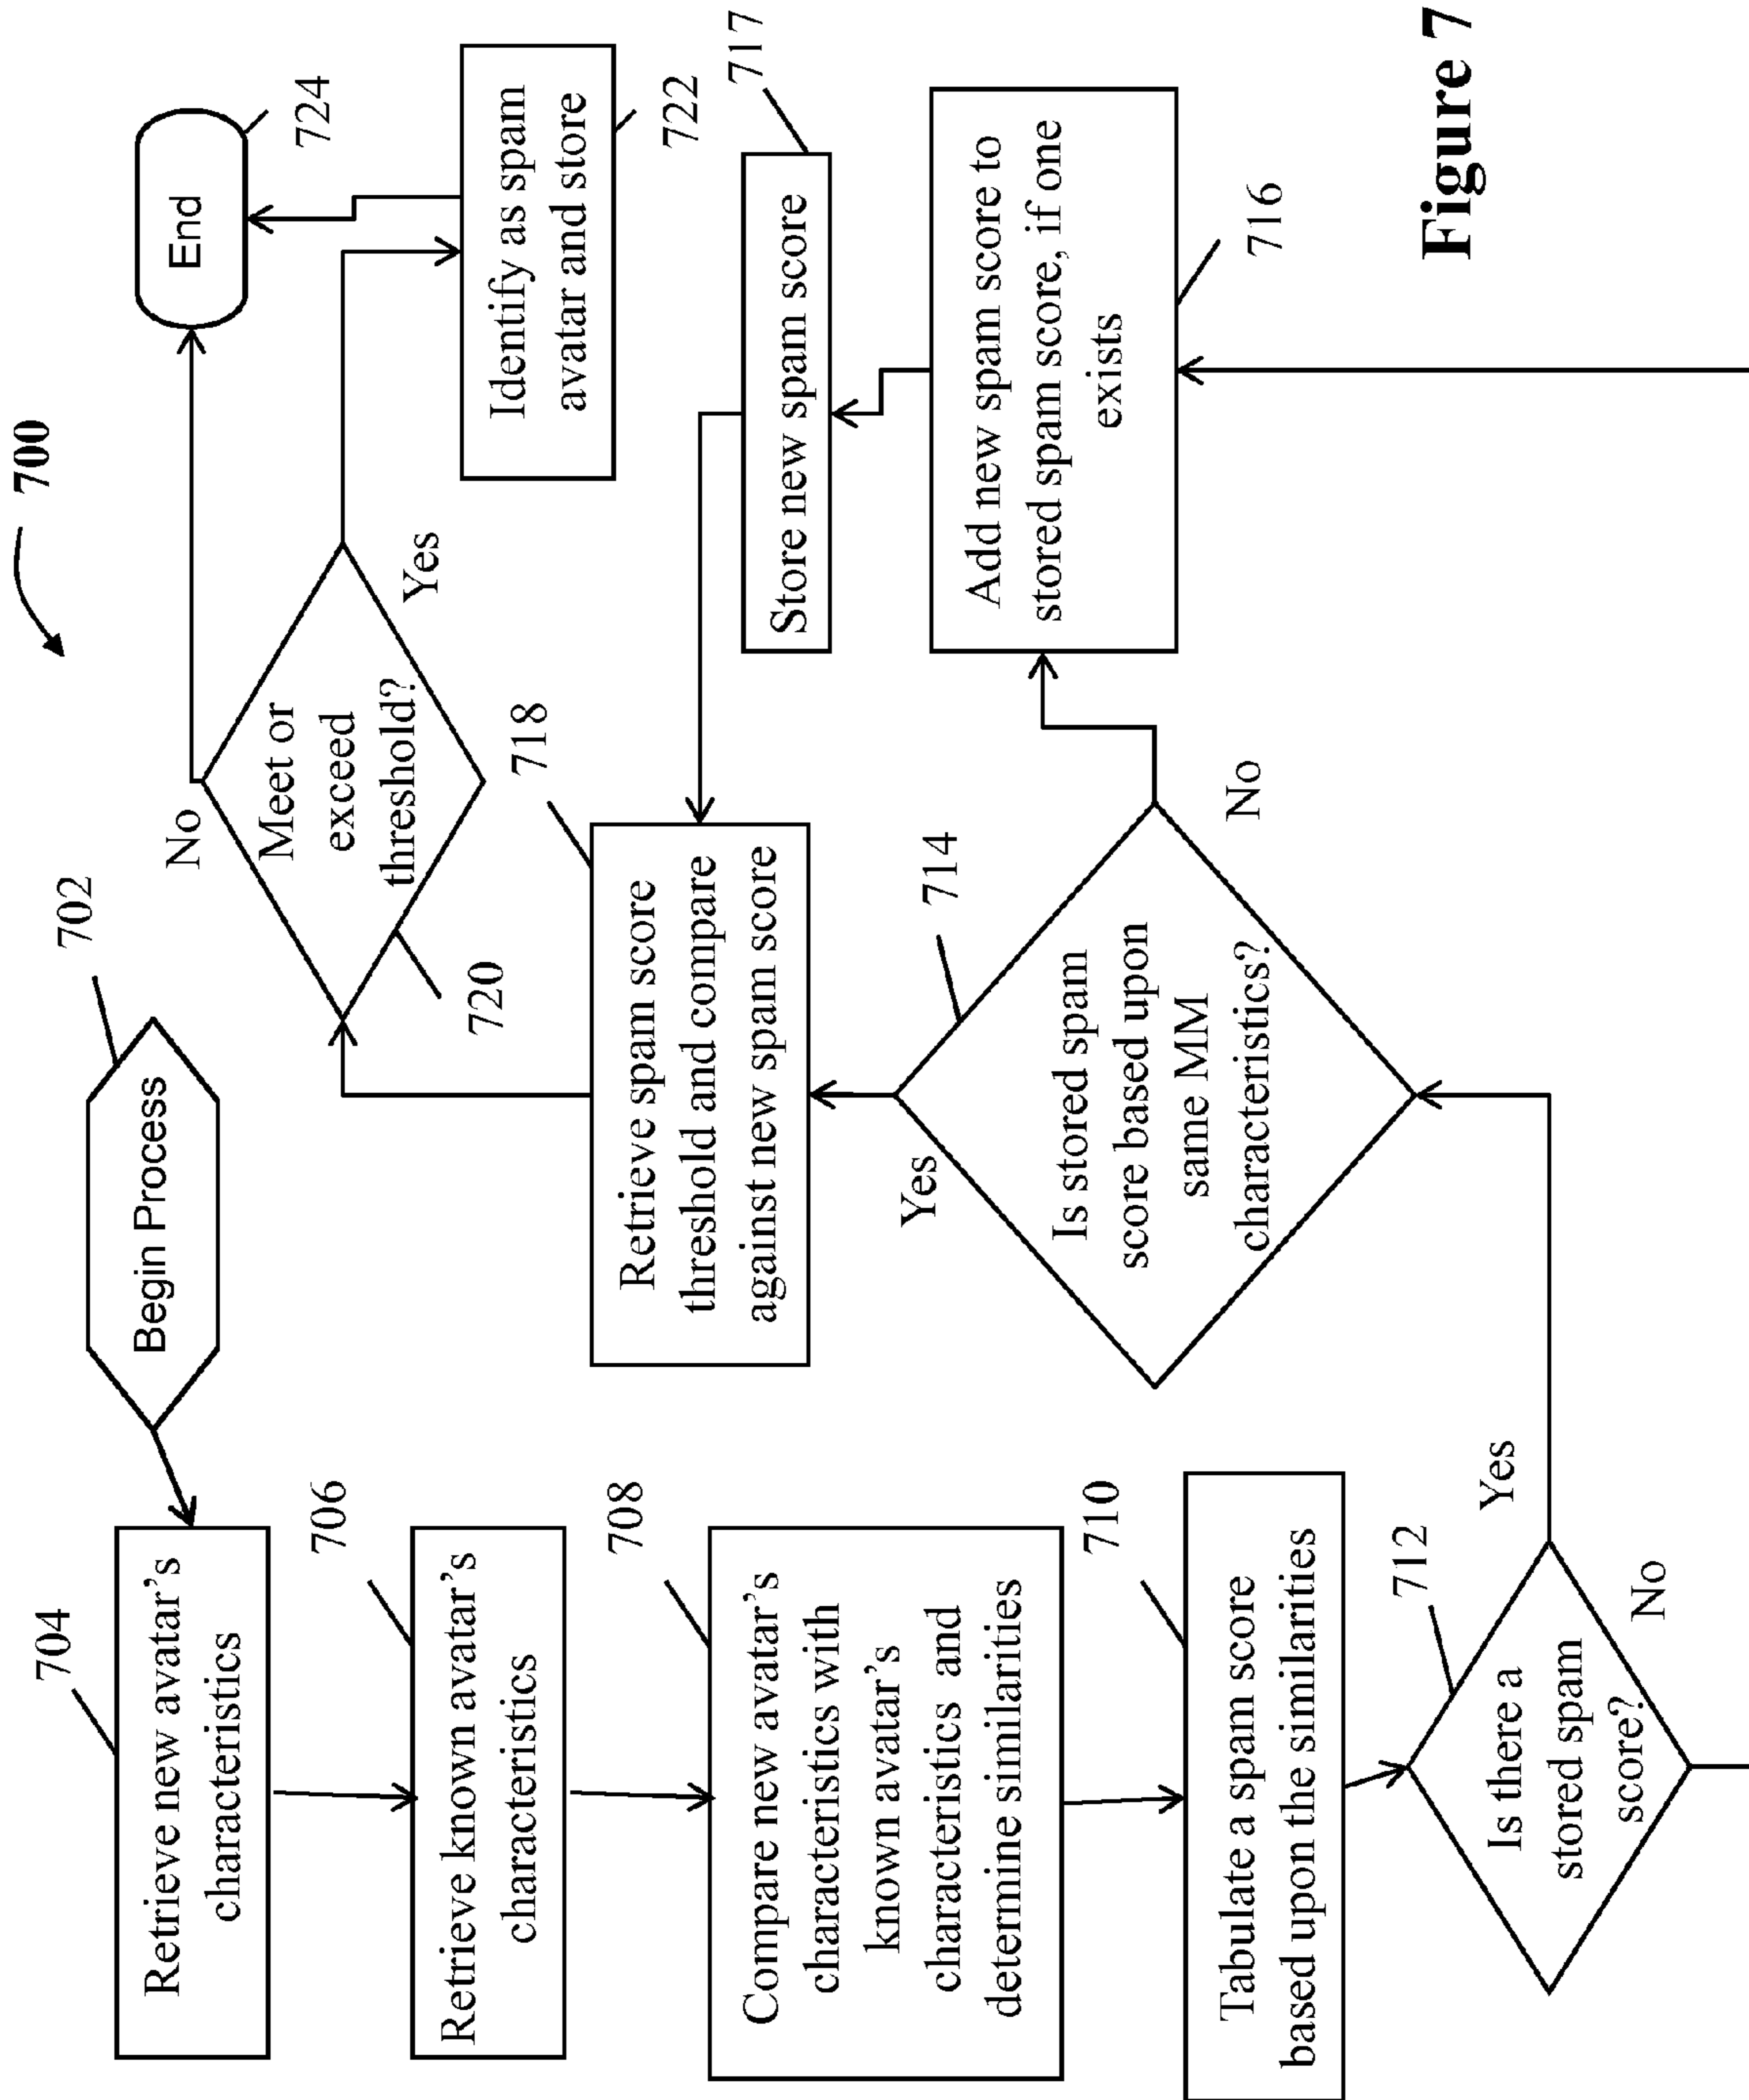 700
702
Begin Process
704
Retrieve new avatar's
characteristics
706
Retrieve known avatar's
characteristics
708
Compare new avatar's
characteristics with
known avatar's
characteristics and
determine similarities
710
Tabulate a spam score
based upon the similarities
712
Is there a
stored spam
score?
Yes
No
714
Is stored spam
score based upon
same MM
characteristics?
Yes
No
716
Add new spam score to
stored spam score, if one
exists
717
Store new spam score
718
Retrieve spam score
threshold and compare
against new spam score
720
Meet or
exceed
threshold?
No
Yes
722
Identify as spam
avatar and store
724
End
Figure 7